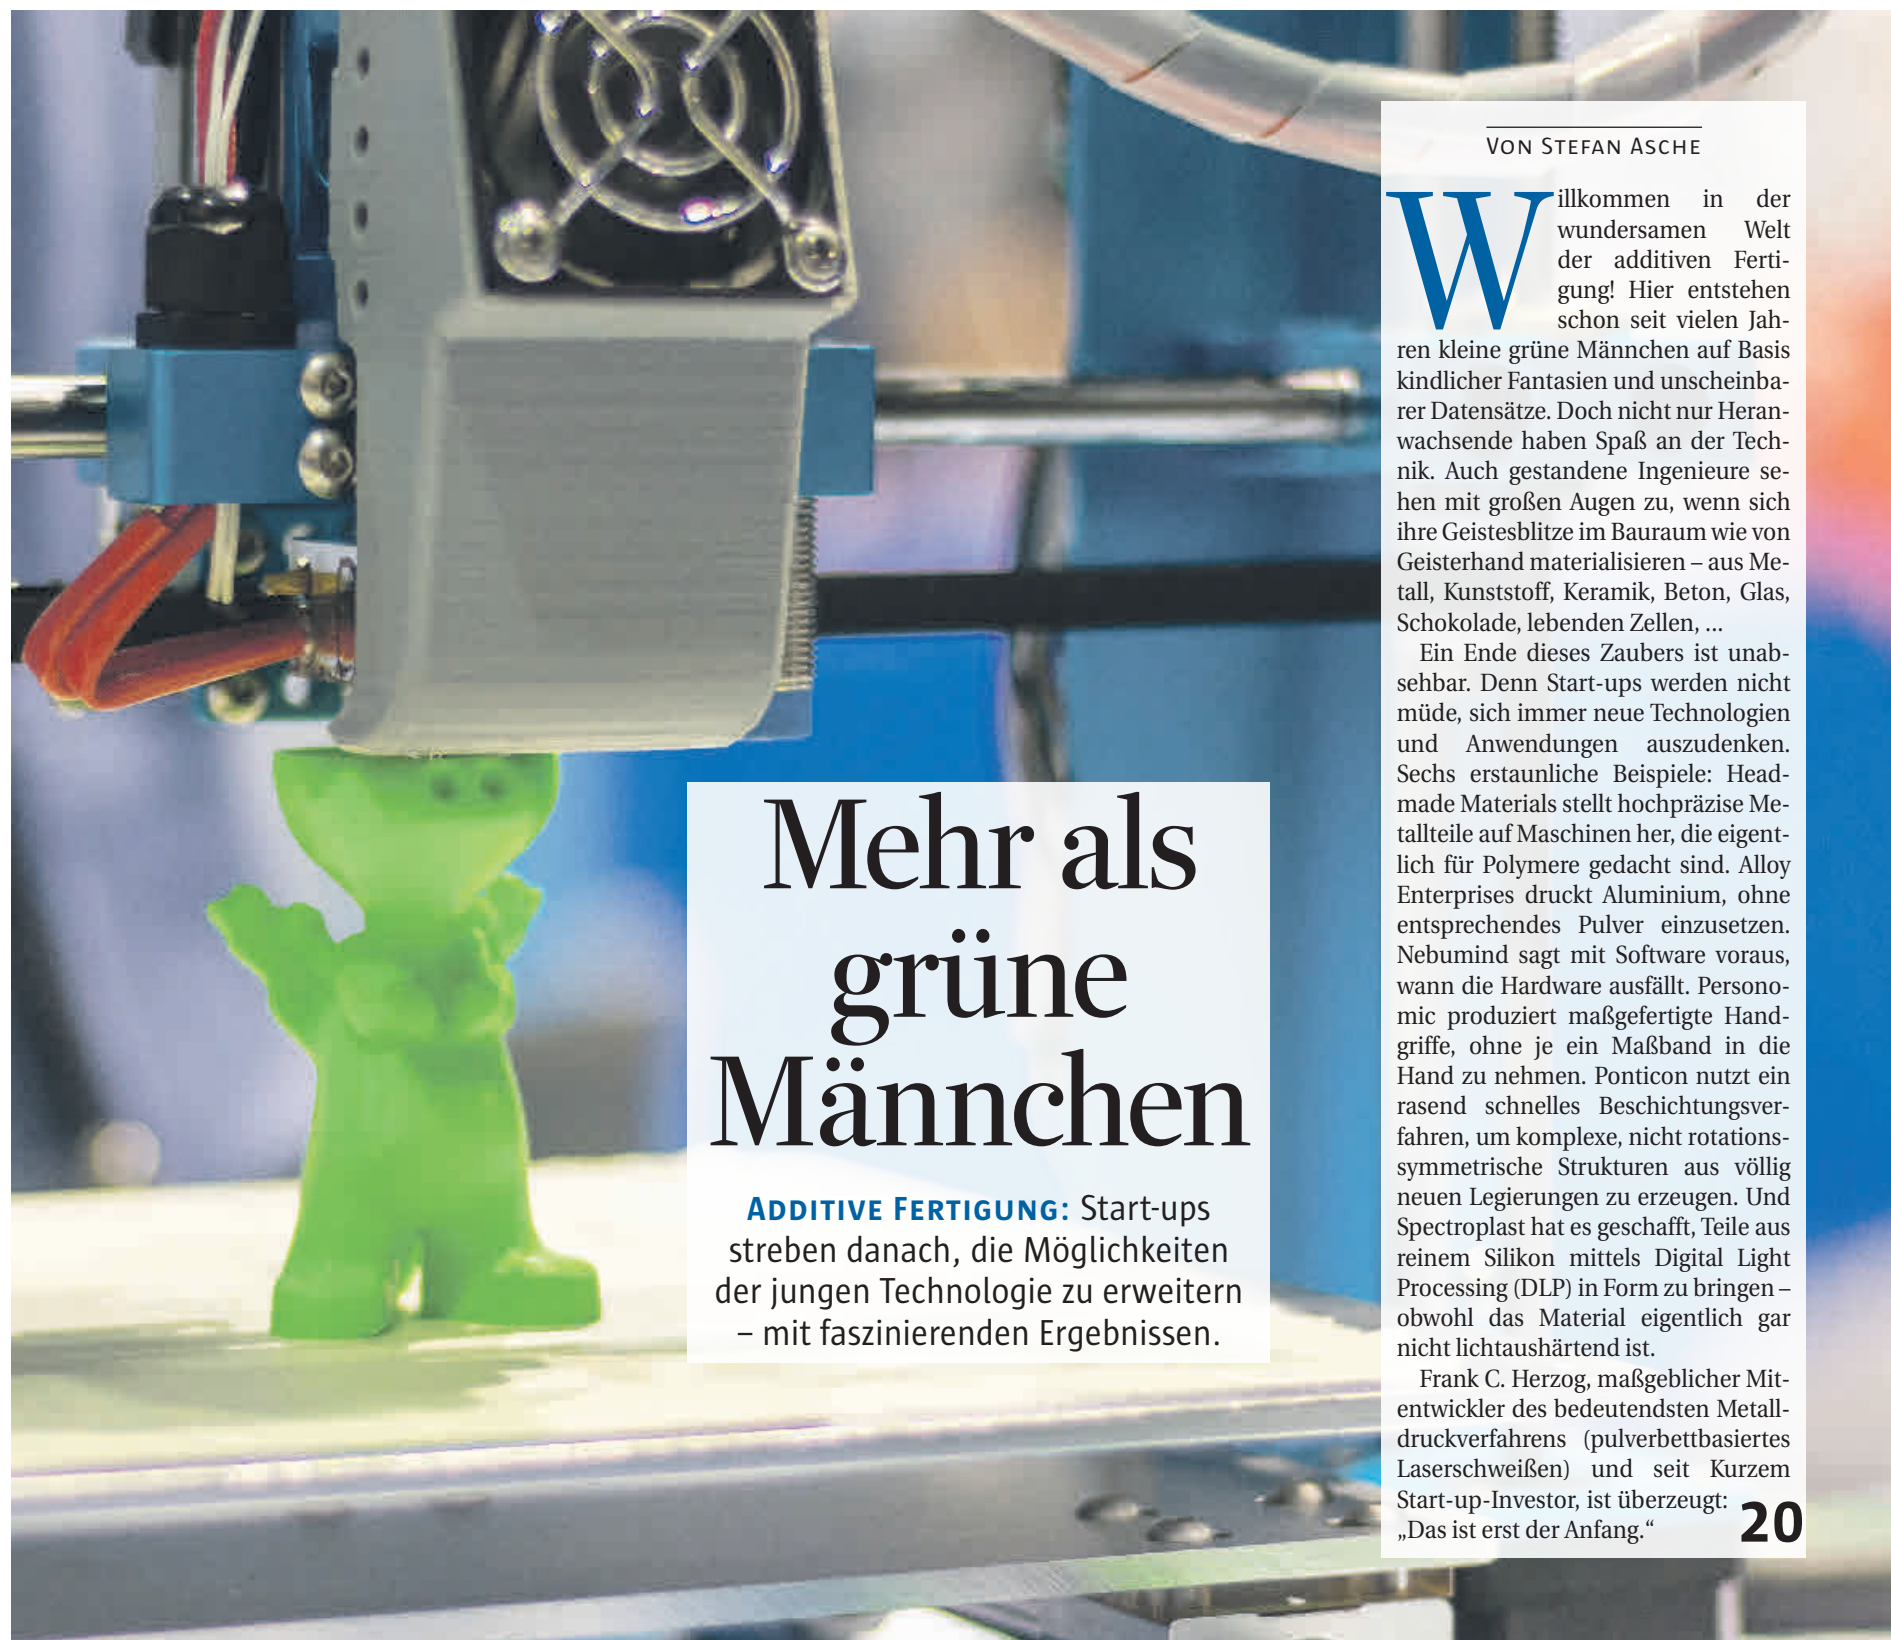 Mehr als
grüne
Männchen
ADDITIVE FERTIGUNG: Start-ups
streben danach, die Möglichkeiten
der jungen Technologie zu erweitern
– mit faszinierenden Ergebnissen.
VON STEFAN ASCHE
Willkommen in der
wundersamen Welt
der additiven Ferti-
gung! Hier entstehen
schon seit vielen Jah-
ren kleine grüne Männchen auf Basis
kindlicher Fantasien und unscheinba-
rer Datensätze. Doch nicht nur Heran-
wachsende haben Spaß an der Tech-
nik. Auch gestandene Ingenieure se-
hen mit großen Augen zu, wenn sich
ihre Geistesblitze im Bauraum wie von
Geisterhand materialisieren – aus Me-
tall, Kunststoff, Keramik, Beton, Glas,
Schokolade, lebenden Zellen, ...
Ein Ende dieses Zaubers ist unab-
sehbar. Denn Start-ups werden nicht
müde, sich immer neue Technologien
und Anwendungen auszudenken.
Sechs erstaunliche Beispiele: Head-
made Materials stellt hochpräzise Me-
tallteile auf Maschinen her, die eigent-
lich für Polymere gedacht sind. Alloy
Enterprises druckt Aluminium, ohne
entsprechendes Pulver einzusetzen.
Nebumind sagt mit Software voraus,
wann die Hardware ausfällt. Persono-
mic produziert maßgefertigte Hand-
griffe, ohne je ein Maßband in die
Hand zu nehmen. Ponticon nutzt ein
rasend schnelles Beschichtungsver-
fahren, um komplexe, nicht rotations-
symmetrische Strukturen aus völlig
neuen Legierungen zu erzeugen. Und
Spectroplast hat es geschafft, Teile aus
reinem Silikon mittels Digital Light
Processing (DLP) in Form zu bringen –
obwohl das Material eigentlich gar
nicht lichtaushärtend ist.
Frank C. Herzog, maßgeblicher Mit-
entwickler des bedeutendsten Metall-
druckverfahrens (pulverbettbasiertes
Laserschweißen) und seit Kurzem
Start-up-Investor, ist überzeugt:
„Das ist erst der Anfang.“
20